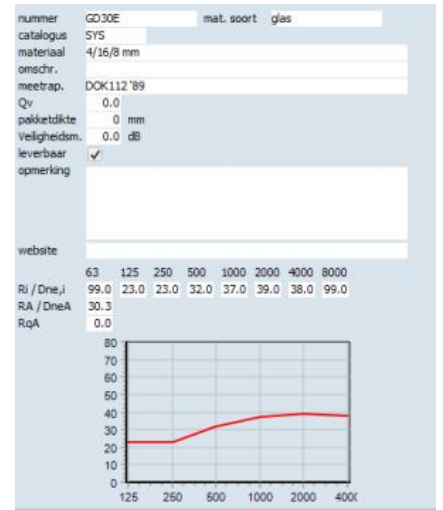 nummer GD30E mat. soort glas
catalogus SYS
materiaal 4/16/8 mm
omschr.
meetrap. DOK112 '89
Qv 0.0
pakketdikte 0 mm
Veiligheidsm. 0.0 dB
leverbaar
opmerking
website
63 125 250 500 1000 2000 4000 8000
Ri / Dne,i 99.0 23.0 23.0 32.0 37.0 39.0 38.0 99.0
RA / DneA 30.3
RqA 0.0
80
70
60
50
40
30
20
10
0
125 250 500 1000 2000 400